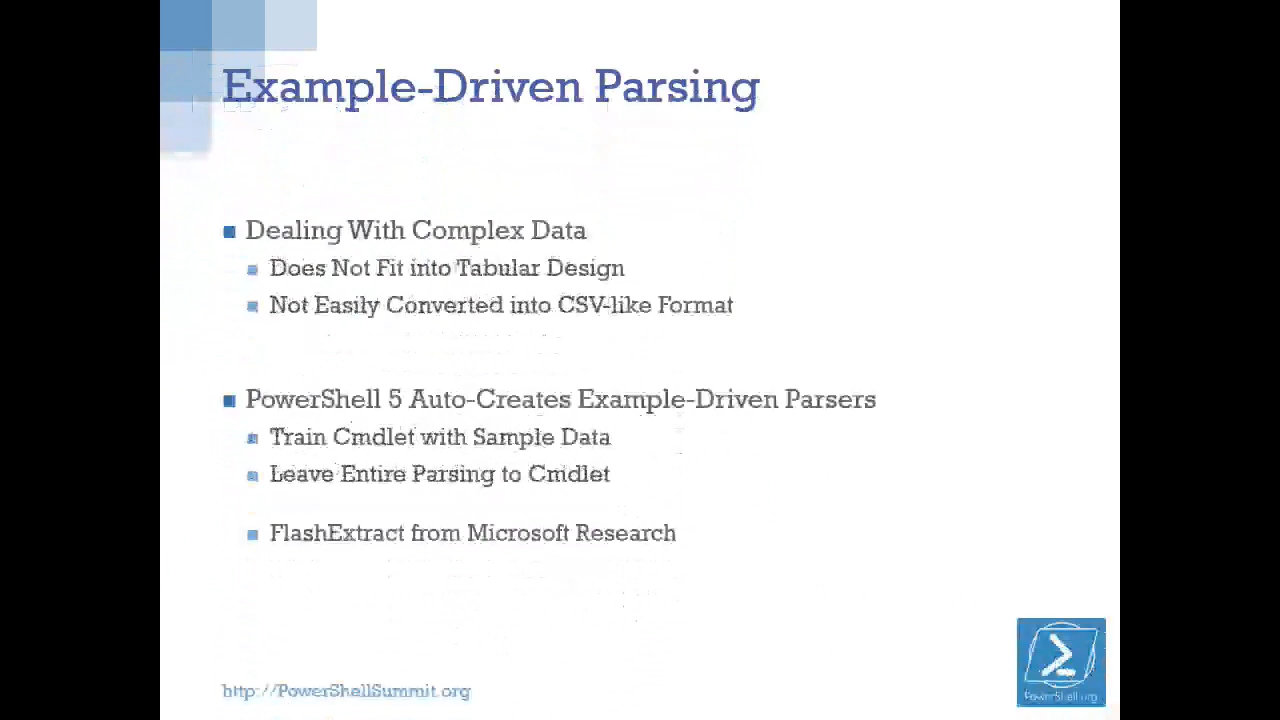 Example-Driven Parsing
Dealing With Complex Data
Does Not Fit into Tabular Design
Not Easily Converted into CSV-like Format
PowerShell 5 Auto-Creates Example-Driven Parsers
Train Cmdlet with Sample Data
Leave Entire Parsing to Cmdlet
FlashExtract from Microsoft Research
http://PowerShellSummit.org
PowerShell.org